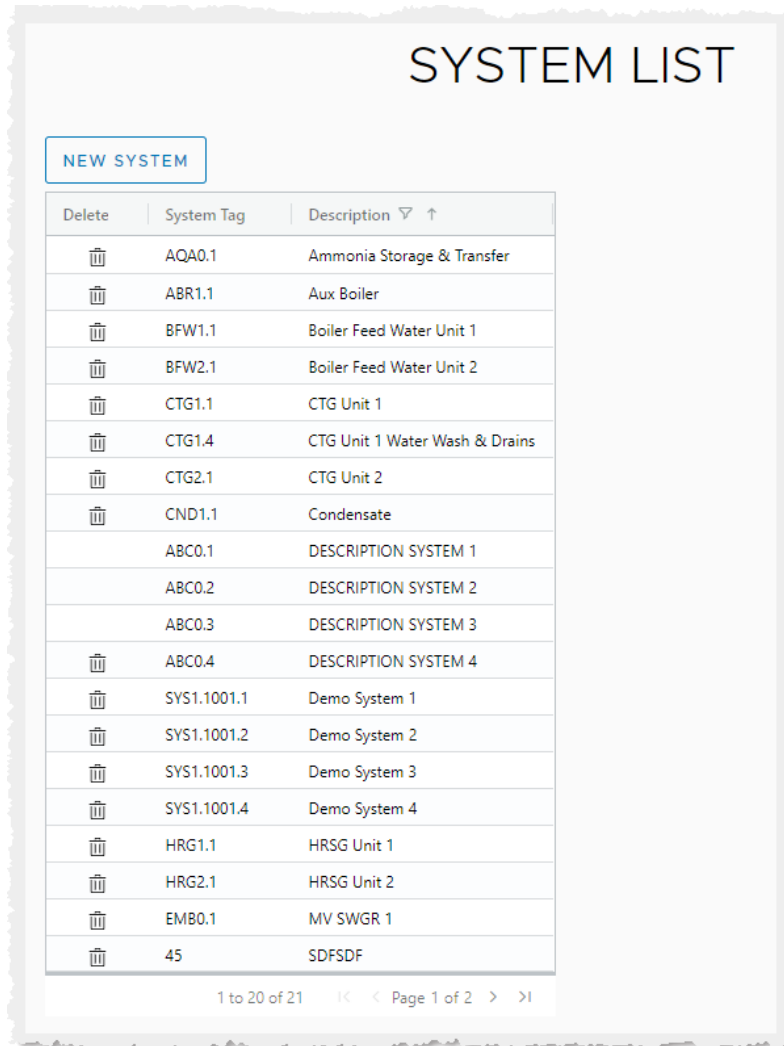 SYSTEM LIST
NEW SYSTEM
Delete System Tag Description
AQA0.1 Ammonia Storage & Transfer
ABR1.1 Aux Boiler
BFW1.1 Boiler Feed Water Unit 1
BFW2.1 Boiler Feed Water Unit 2
CTG1.1 CTG Unit 1
CTG1.4 CTG Unit 1 Water Wash & Drains
CTG2.1 CTG Unit 2
CND1.1 Condensate
ABC0.1 DESCRIPTION SYSTEM 1
ABC0.2 DESCRIPTION SYSTEM 2
ABC0.3 DESCRIPTION SYSTEM 3
ABC0.4 DESCRIPTION SYSTEM 4
SYS1.1001.1 Demo System 1
SYS1.1001.2 Demo System 2
SYS1.1001.3 Demo System 3
SYS1.1001.4 Demo System 4
HRG1.1 HRSG Unit 1
HRG2.1 HRSG Unit 2
EMB0.1 MV SWGR 1
45 SDFSDF
1 to 20 of 21 Page 1 of 2